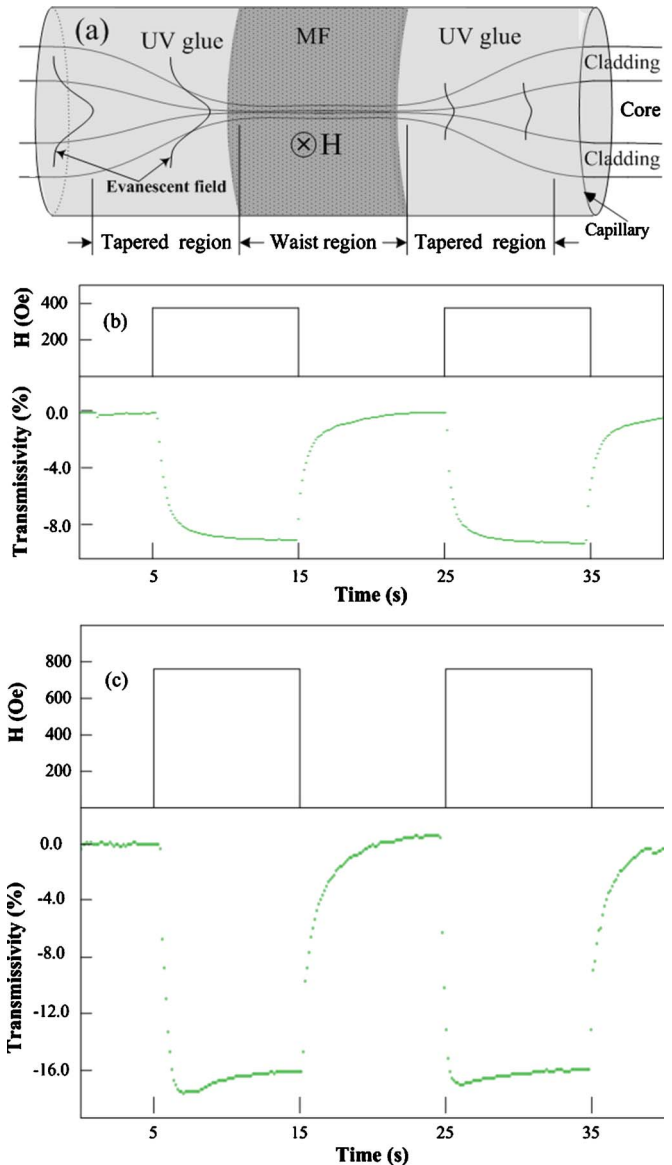 (a)
UV glue
MF
UV glue
Cladding
Core
Cladding
⊗H
Evanescent field
Capillary
Tapered region
Waist region
Tapered region
(b)
H (Oe)
400
200
Transmissivity (%)
0.0
-4.0
-8.0
5
15
25
35
Time (s)
(c)
H (Oe)
800
600
400
200
Transmissivity (%)
0.0
-4.0
-8.0
-12.0
-16.0
5
15
25
35
Time (s)